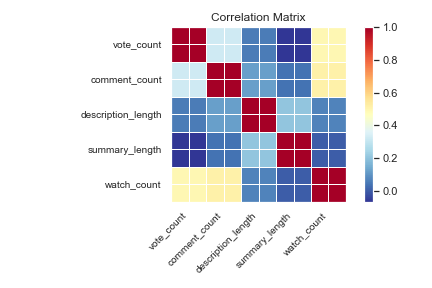 Correlation Matrix
vote_count
comment_count
description_length
summary_length
watch_count
1.0
0.8
0.6
0.4
0.2
0.0
vote_count
comment_count
description_length
summary_length
watch_count